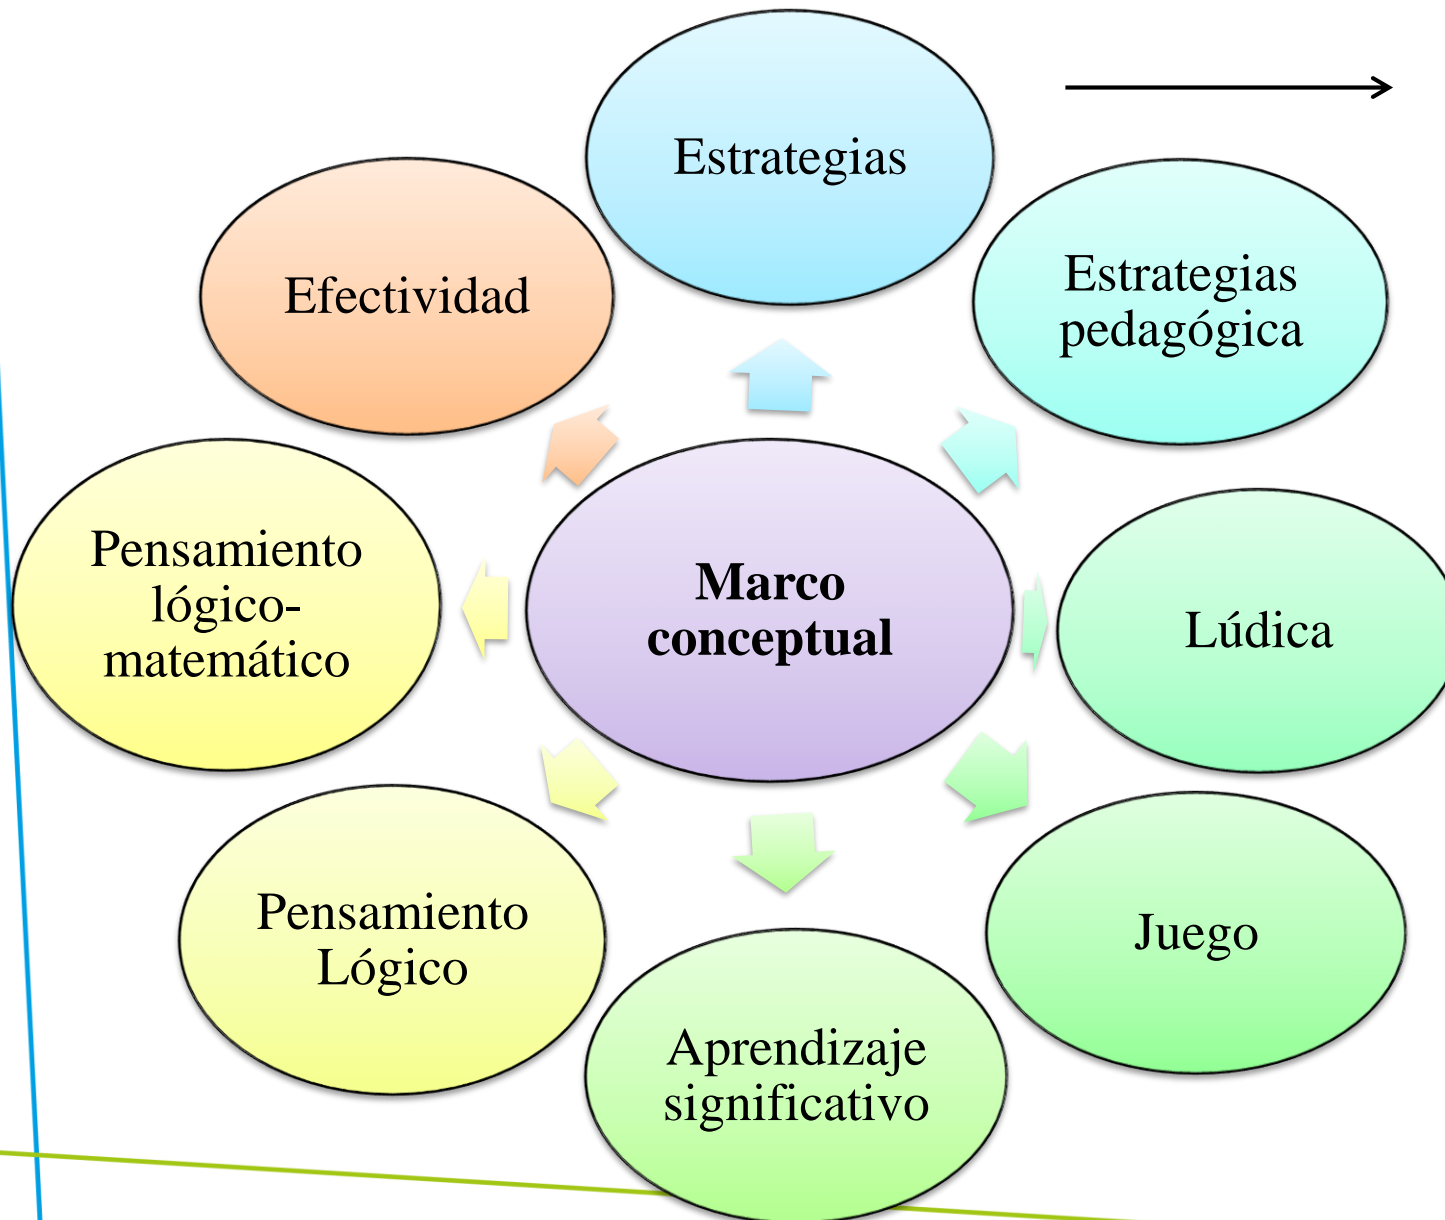 Estrategias
Estrategias
pedagógica
Efectividad
Pensamiento
lógico-
matemático
Marco
conceptual
Lúdica
Pensamiento
Lógico
Juego
Aprendizaje
significativo